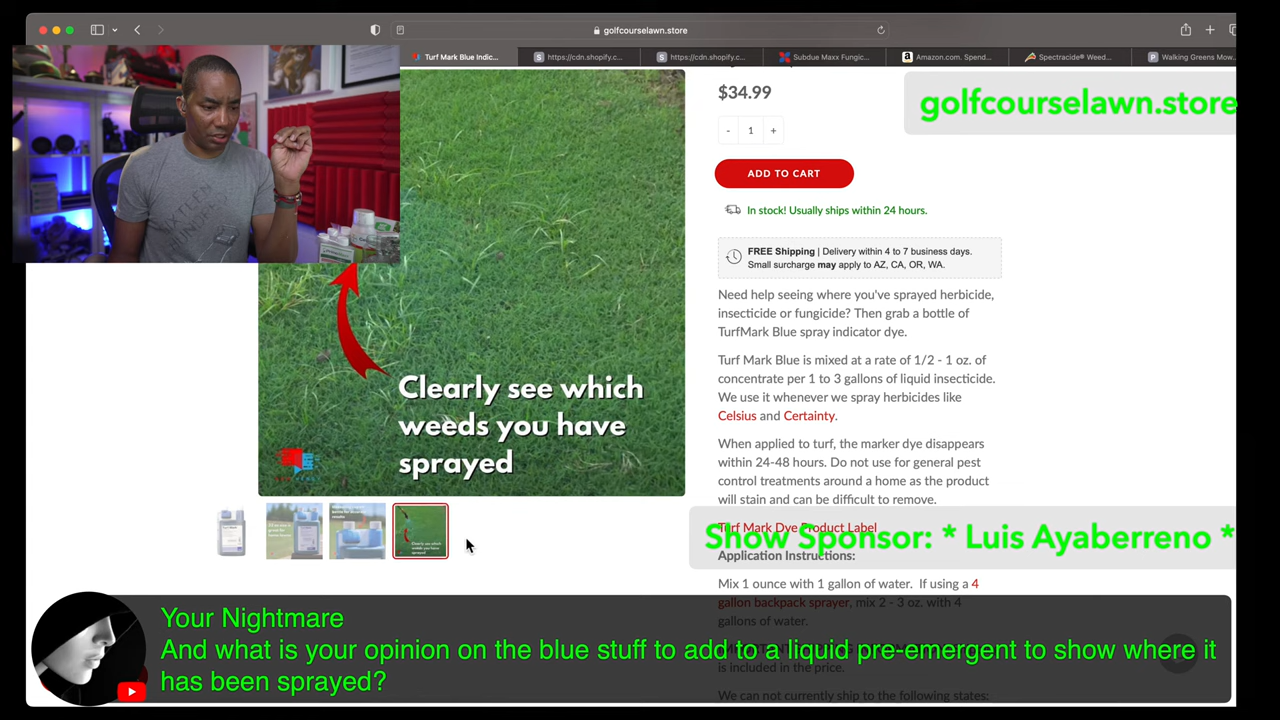 golfcourselawn.store
Turf Mark Blue Indic...
https://cdn.shopify.c...
https://cdn.shopify.c...
Subdue Maxx Fungic...
Amazon.com. Spend...
Spectracide® Weed...
Walking Greens Mow...
$34.99
golfcourselawn.store
- 1 +
ADD TO CART
In stock! Usually ships within 24 hours.
FREE Shipping | Delivery within 4 to 7 business days.
Small surcharge may apply to AZ, CA, OR, WA.
Need help seeing where you've sprayed herbicide,
insecticide or fungicide? Then grab a bottle of
TurfMark Blue spray indicator dye.
Turf Mark Blue is mixed at a rate of 1/2 - 1 oz. of
concentrate per 1 to 3 gallons of liquid insecticide.
We use it whenever we spray herbicides like
Celsius and Certainty.
When applied to turf, the marker dye disappears
within 24-48 hours. Do not use for general pest
control treatments around a home as the product
will stain and can be difficult to remove.
Clearly see which
weeds you have
sprayed
Turf Mark Dye Product Label
Show Sponsor: * Luis Ayaberreno *
Application Instructions:
Mix 1 ounce with 1 gallon of water. If using a 4
gallon backpack sprayer, mix 2 - 3 oz. with 4
gallons of water.
is included in the price.
We can not currently ship to the following states:
Your Nightmare
And what is your opinion on the blue stuff to add to a liquid pre-emergent to show where it
has been sprayed?